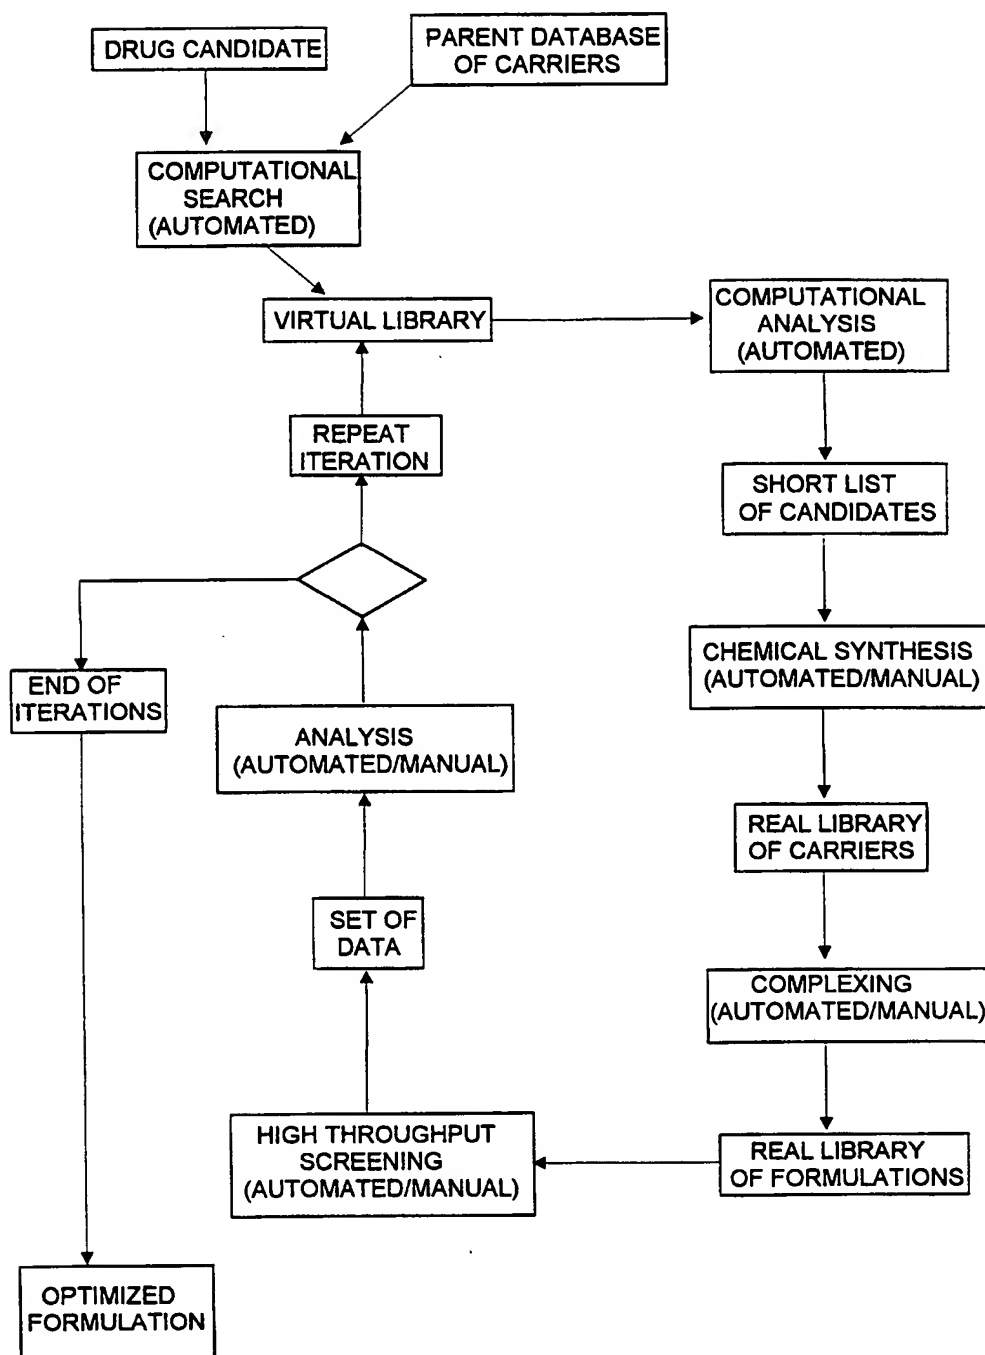 DRUG CANDIDATE
PARENT DATABASE
OF CARRIERS
COMPUTATIONAL
SEARCH
(AUTOMATED)
VIRTUAL LIBRARY
COMPUTATIONAL
ANALYSIS
(AUTOMATED)
REPEAT
ITERATION
SHORT LIST
OF CANDIDATES
CHEMICAL SYNTHESIS
(AUTOMATED/MANUAL)
END OF
ITERATIONS
ANALYSIS
(AUTOMATED/MANUAL)
REAL LIBRARY
OF CARRIERS
SET OF
DATA
COMPLEXING
(AUTOMATED/MANUAL)
HIGH THROUGHPUT
SCREENING
(AUTOMATED/MANUAL)
REAL LIBRARY
OF FORMULATIONS
OPTIMIZED
FORMULATION